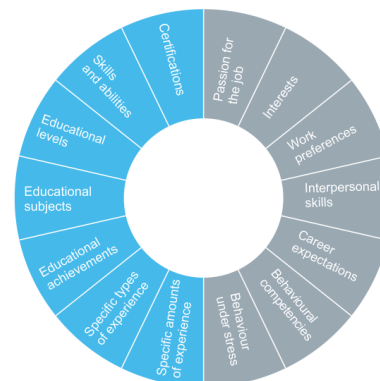 Passion for
the job
Interests
Work
preferences
Interpersonal
skills
Career
expectations
Behavioural
competencies
Behaviour
under stress
Specific amounts
of experience
Specific types
of experience
Educational
achievements
Educational
subjects
Educational
levels
Skills
and abilities
Certifications